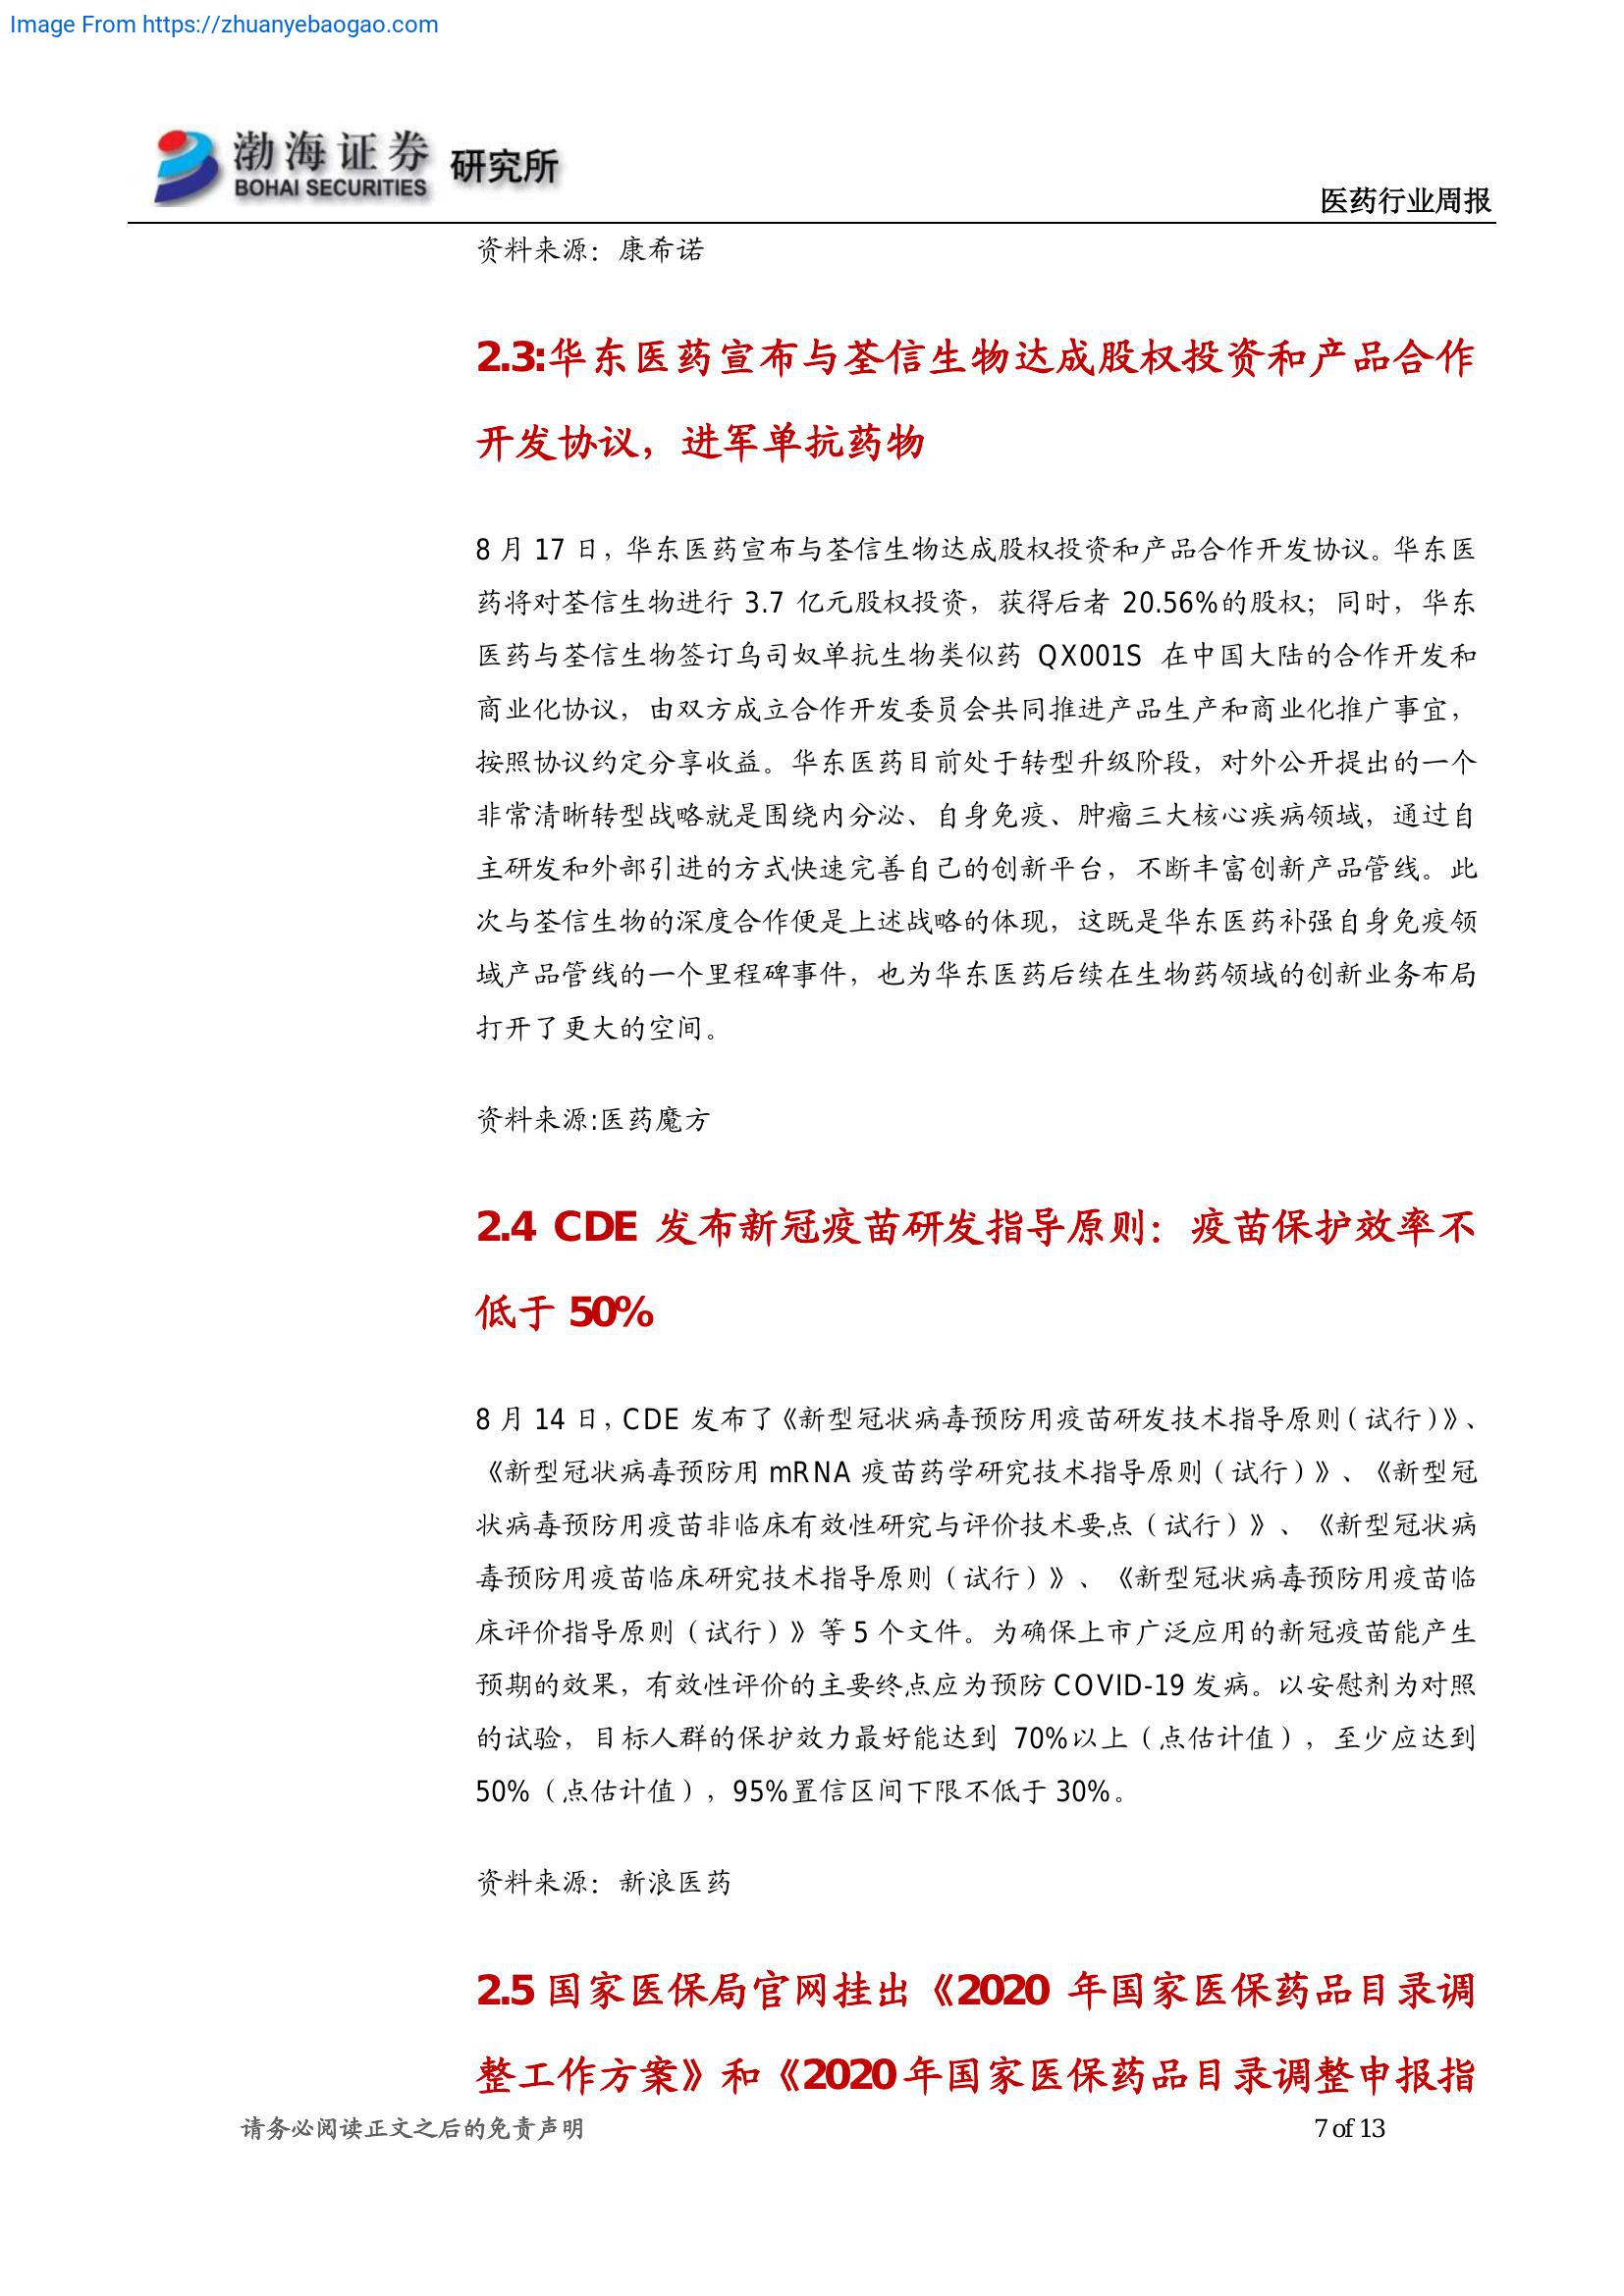 Image From https://zhuanyebaogao.com
渤海证券 研究所
BOHAI SECURITIES
医药行业周报
资料来源：康希诺
2.3:华东医药宣布与荃信生物达成股权投资和产品合作
开发协议，进军单抗药物
8 月 17 日，华东医药宣布与荃信生物达成股权投资和产品合作开发协议。华东医
药将对荃信生物进行 3.7 亿元股权投资，获得后者 20.56%的股权；同时，华东
医药与荃信生物签订乌司奴单抗生物类似药 QX001S 在中国大陆的合作开发和
商业化协议，由双方成立合作开发委员会共同推进产品生产和商业化推广事宜，
按照协议约定分享收益。华东医药目前处于转型升级阶段，对外公开提出的一个
非常清晰转型战略就是围绕内分泌、自身免疫、肿瘤三大核心疾病领域，通过自
主研发和外部引进的方式快速完善自己的创新平台，不断丰富创新产品管线。此
次与荃信生物的深度合作便是上述战略的体现，这既是华东医药补强自身免疫领
域产品管线的一个里程碑事件，也为华东医药后续在生物药领域的创新业务布局
打开了更大的空间。
资料来源:医药魔方
2.4 CDE 发布新冠疫苗研发指导原则：疫苗保护效率不
低于 50%
8 月 14 日，CDE 发布了《新型冠状病毒预防用疫苗研发技术指导原则（试行）》、
《新型冠状病毒预防用 mRNA 疫苗药学研究技术指导原则（试行）》、《新型冠
状病毒预防用疫苗非临床有效性研究与评价技术要点（试行）》、《新型冠状病
毒预防用疫苗临床研究技术指导原则（试行）》、《新型冠状病毒预防用疫苗临
床评价指导原则（试行）》等 5 个文件。为确保上市广泛应用的新冠疫苗能产生
预期的效果，有效性评价的主要终点应为预防 COVID-19 发病。以安慰剂为对照
的试验，目标人群的保护效力最好能达到 70%以上（点估计值），至少应达到
50%（点估计值），95%置信区间下限不低于 30%。
资料来源：新浪医药
2.5 国家医保局官网挂出《2020 年国家医保药品目录调
整工作方案》和《2020 年国家医保药品目录调整申报指
请务必阅读正文之后的免责声明
7 of 13